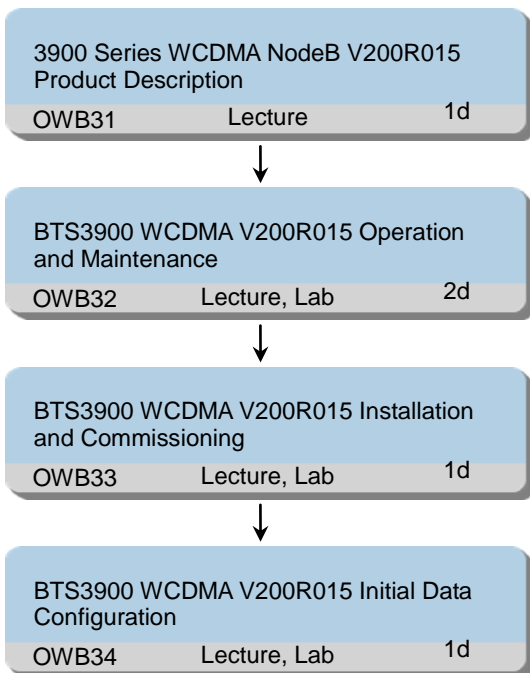 3900 Series WCDMA NodeB V200R015
Product Description
OWB31 Lecture 1d
BTS3900 WCDMA V200R015 Operation
and Maintenance
OWB32 Lecture, Lab 2d
BTS3900 WCDMA V200R015 Installation
and Commissioning
OWB33 Lecture, Lab 1d
BTS3900 WCDMA V200R015 Initial Data
Configuration
OWB34 Lecture, Lab 1d